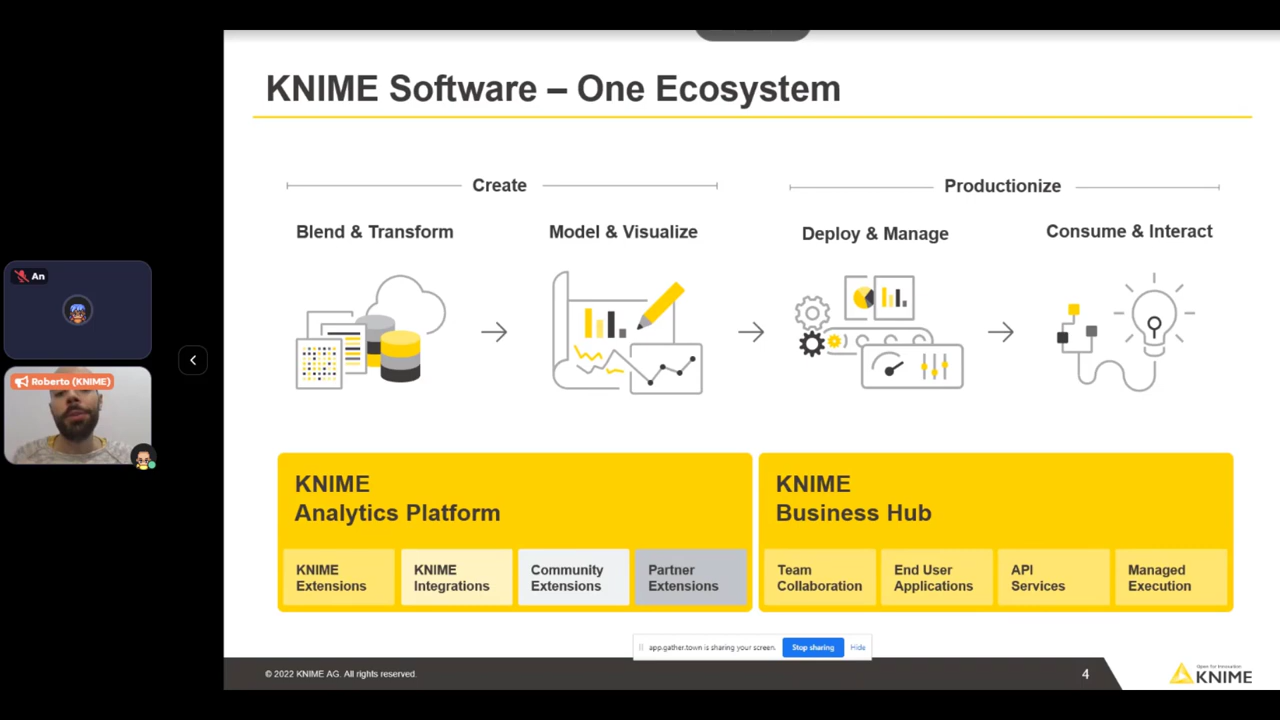 KNIME Software – One Ecosystem
Create
Productionize
Blend & Transform
Model & Visualize
Deploy & Manage
Consume & Interact
An
Roberto (KNIME)
KNIME
Analytics Platform
KNIME
Extensions
KNIME
Integrations
Community
Extensions
Partner
Extensions
KNIME
Business Hub
Team
Collaboration
End User
Applications
API
Services
Managed
Execution
app.gather.town is sharing your screen.
Stop sharing
Hide
© 2022 KNIME AG. All rights reserved.
4
Open for Innovation
KNIME